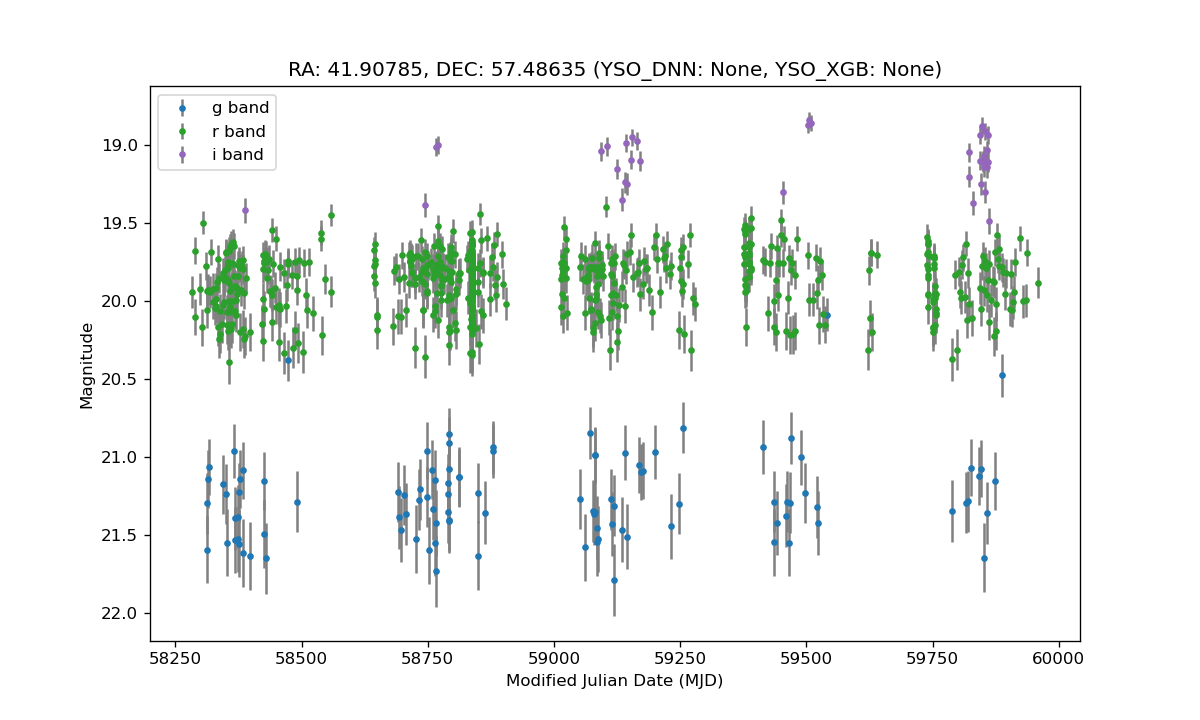 RA: 41.90785, DEC: 57.48635 (YSO_DNN: None, YSO_XGB: None)
g band
r band
i band
19.0
19.5
20.0
20.5
21.0
21.5
22.0
Magnitude
58250 58500 58750 59000 59250 59500 59750 60000
Modified Julian Date (MJD)